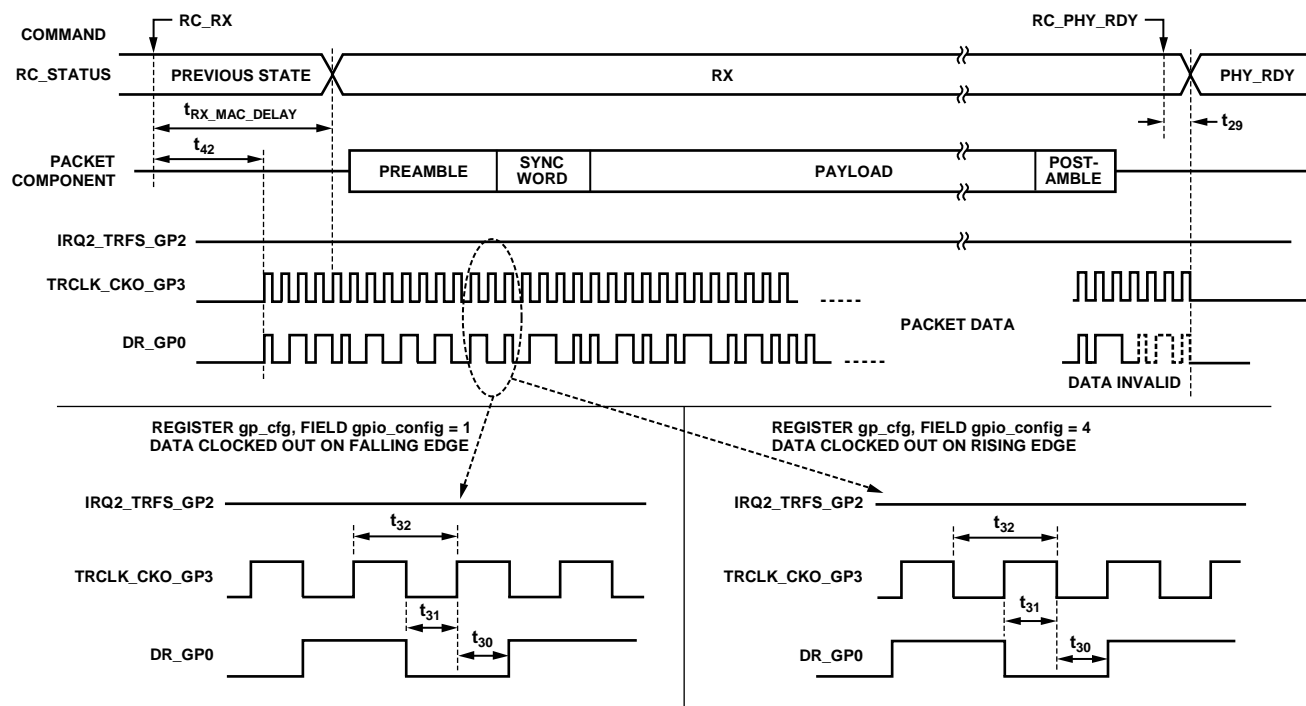 RC_RX
RC_PHY_RDY
COMMAND
RC_STATUS
PREVIOUS STATE
RX
PHY_RDY
tRX_MAC_DELAY
t29
t42
PACKET
COMPONENT
PREAMBLE
SYNC
WORD
PAYLOAD
POST-
AMBLE
IRQ2_TRFS_GP2
TRCLK_CKO_GP3
PACKET DATA
DR_GP0
DATA INVALID
REGISTER gp_cfg, FIELD gpio_config = 1
DATA CLOCKED OUT ON FALLING EDGE
IRQ2_TRFS_GP2
t32
TRCLK_CKO_GP3
t31
t30
DR_GP0
REGISTER gp_cfg, FIELD gpio_config = 4
DATA CLOCKED OUT ON RISING EDGE
IRQ2_TRFS_GP2
t32
TRCLK_CKO_GP3
t31
t30
DR_GP0